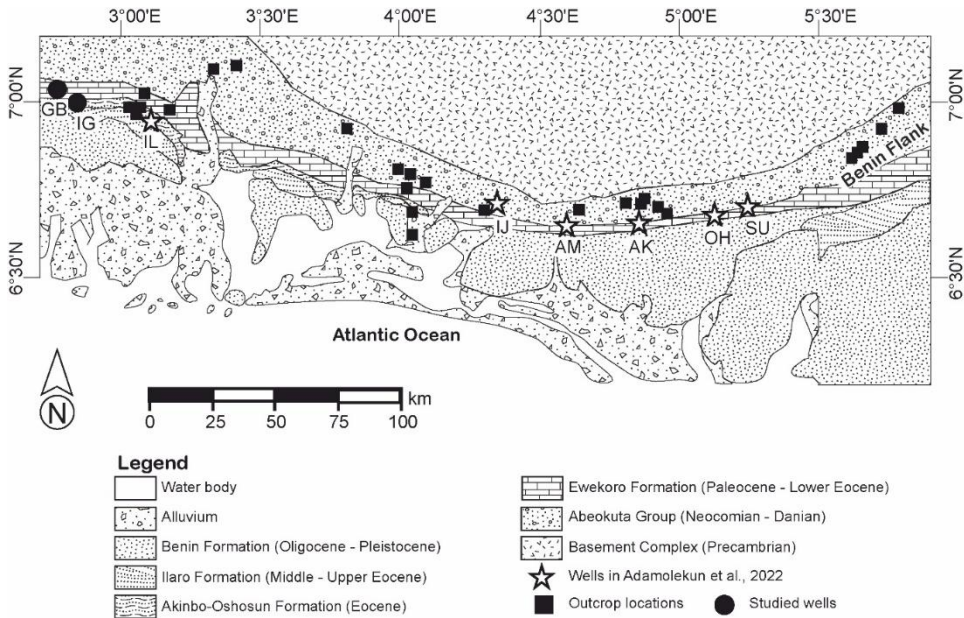 3°00'E 3°30'E 4°00'E 4°30'E 5°00'E 5°30'E
7°00'N
6°30'N
7°00'N
6°30'N
GB
IG
IL
IJ
AM
AK
OH
SU
Benin Flank
Atlantic Ocean
N
km
0 25 50 75 100
Legend
Water body
Alluvium
Benin Formation (Oligocene - Pleistocene)
Ilaro Formation (Middle - Upper Eocene)
Akinbo-Oshosun Formation (Eocene)
Ewekoro Formation (Paleocene - Lower Eocene)
Abeokuta Group (Neocomian - Danian)
Basement Complex (Precambrian)
Wells in Adamolekun et al., 2022
Outcrop locations Studied wells